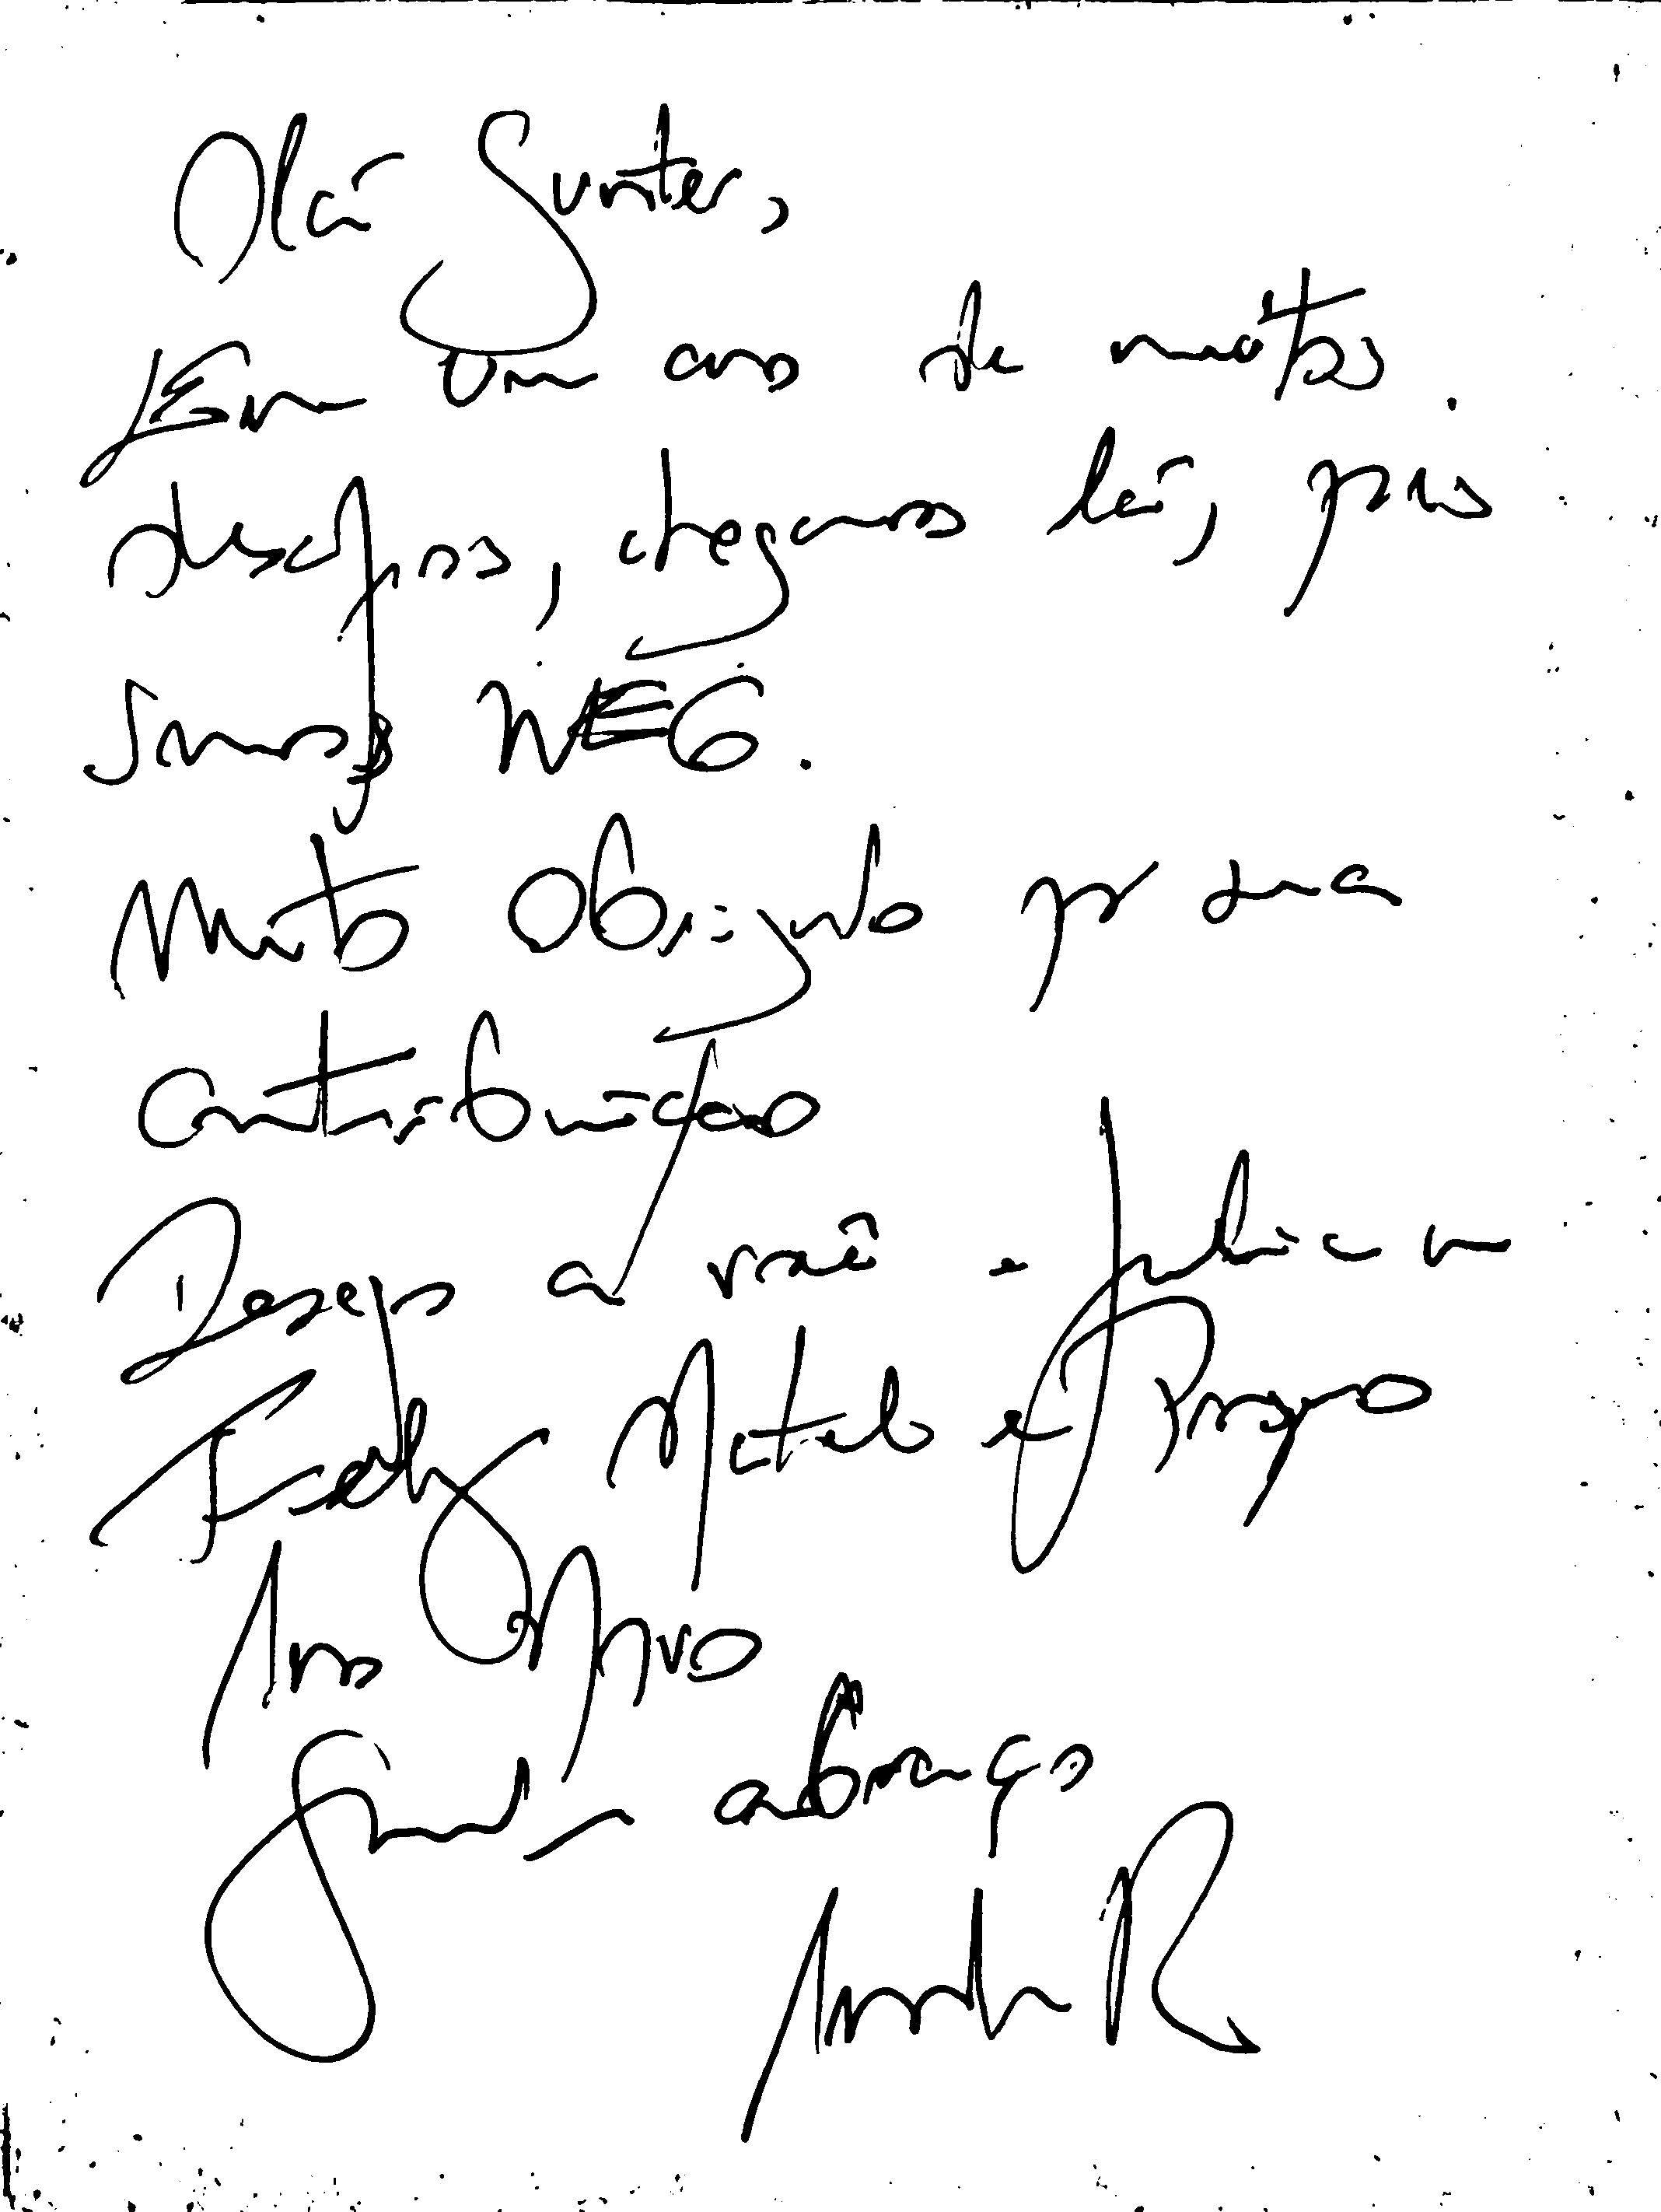 Olá Gunter,
Em um ano de muitos
desafios, chegamos lá, pois
somos WEG.
Muito Obrigado por sua
contribuição
Desejo a você e família um
Feliz Natal e Próspero
Ano Novo
Grande abraço